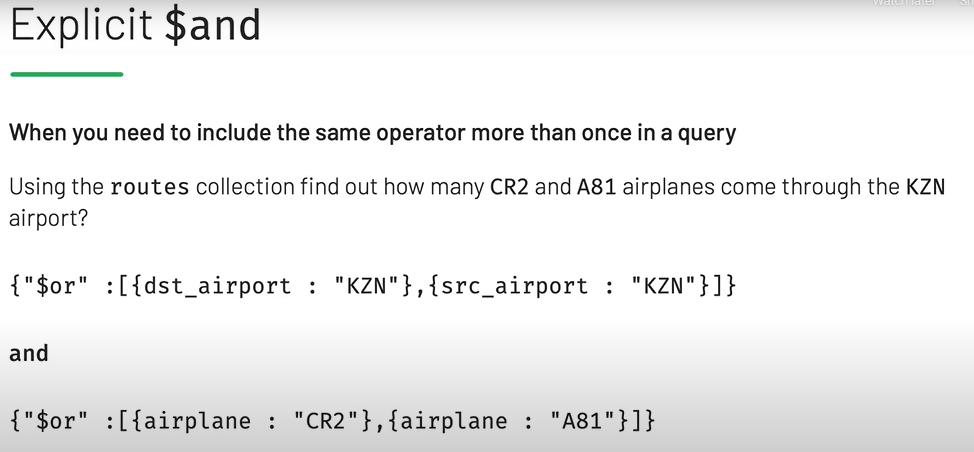 Watch later
Explicit $and
When you need to include the same operator more than once in a query
Using the routes collection find out how many CR2 and A81 airplanes come through the KZN
airport?
{"$or" :[{dst_airport : "KZN"},{src_airport : "KZN"}]}
and
{"$or" :[{airplane : "CR2"},{airplane : "A81"}]}